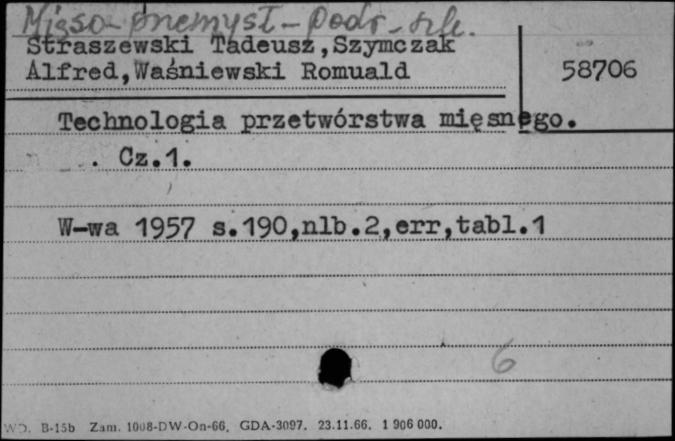 Mięso - przemysł - Podr. szk.
Straszewski Tadeusz,Szymczak
Alfred,Waśniewski Romuald
58706
Technologia przetwórstwa mięsnego.
. Cz.1.
W-wa 1957 s.190,nlb.2,err,tabl.1
6
WD. B-15b Zam. 1008-DW-On-66. GDA-3097. 23.11.66. 1 906 000.